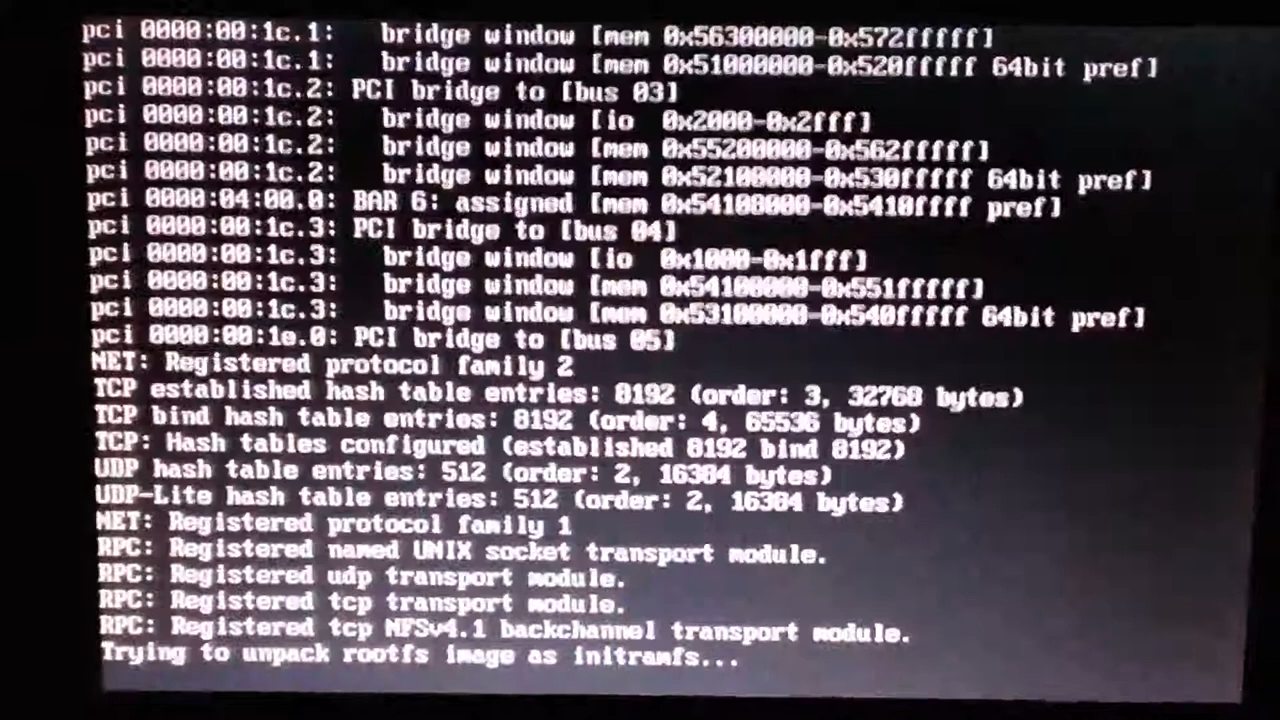 pci 0000:00:1c.1:   bridge window [mem 0x56300000-0x572fffff]
pci 0000:00:1c.1:   bridge window [mem 0x51000000-0x520fffff 64bit pref]
pci 0000:00:1c.2: PCI bridge to [bus 03]
pci 0000:00:1c.2:   bridge window [io  0x2000-0x2fff]
pci 0000:00:1c.2:   bridge window [mem 0x55200000-0x562fffff]
pci 0000:00:1c.2:   bridge window [mem 0x52100000-0x530fffff 64bit pref]
pci 0000:04:00.0: BAR 6: assigned [mem 0x54100000-0x5410ffff pref]
pci 0000:00:1c.3: PCI bridge to [bus 04]
pci 0000:00:1c.3:   bridge window [io  0x1000-0x1fff]
pci 0000:00:1c.3:   bridge window [mem 0x54100000-0x551fffff]
pci 0000:00:1c.3:   bridge window [mem 0x53100000-0x540fffff 64bit pref]
pci 0000:00:1e.0: PCI bridge to [bus 05]
NET: Registered protocol family 2
TCP established hash table entries: 8192 (order: 3, 32768 bytes)
TCP bind hash table entries: 8192 (order: 4, 65536 bytes)
TCP: Hash tables configured (established 8192 bind 8192)
UDP hash table entries: 512 (order: 2, 16384 bytes)
UDP-Lite hash table entries: 512 (order: 2, 16384 bytes)
NET: Registered protocol family 1
RPC: Registered named UNIX socket transport module.
RPC: Registered udp transport module.
RPC: Registered tcp transport module.
RPC: Registered tcp NFSv4.1 backchannel transport module.
Trying to unpack rootfs image as initramfs...